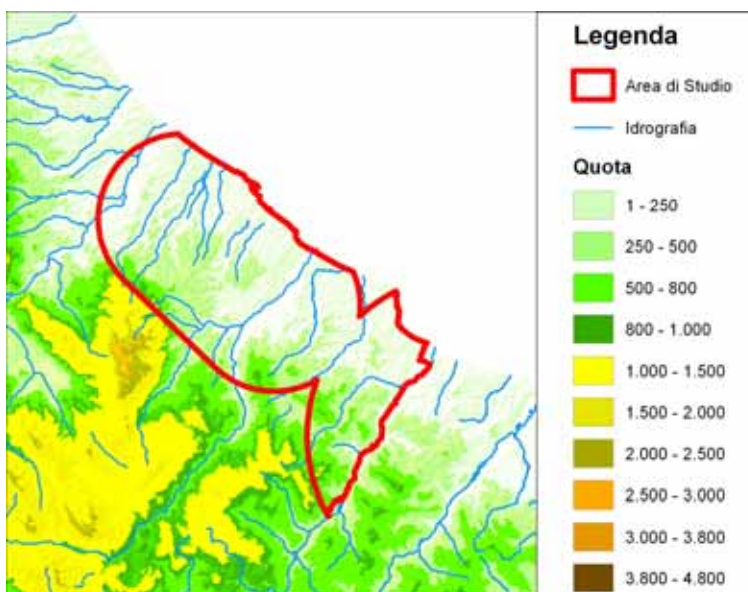 Legenda
Area di Studio
Idrografia
Quota
1 - 250
250 - 500
500 - 800
800 - 1.000
1.000 - 1.500
1.500 - 2.000
2.000 - 2.500
2.500 - 3.000
3.000 - 3.800
3.800 - 4.800